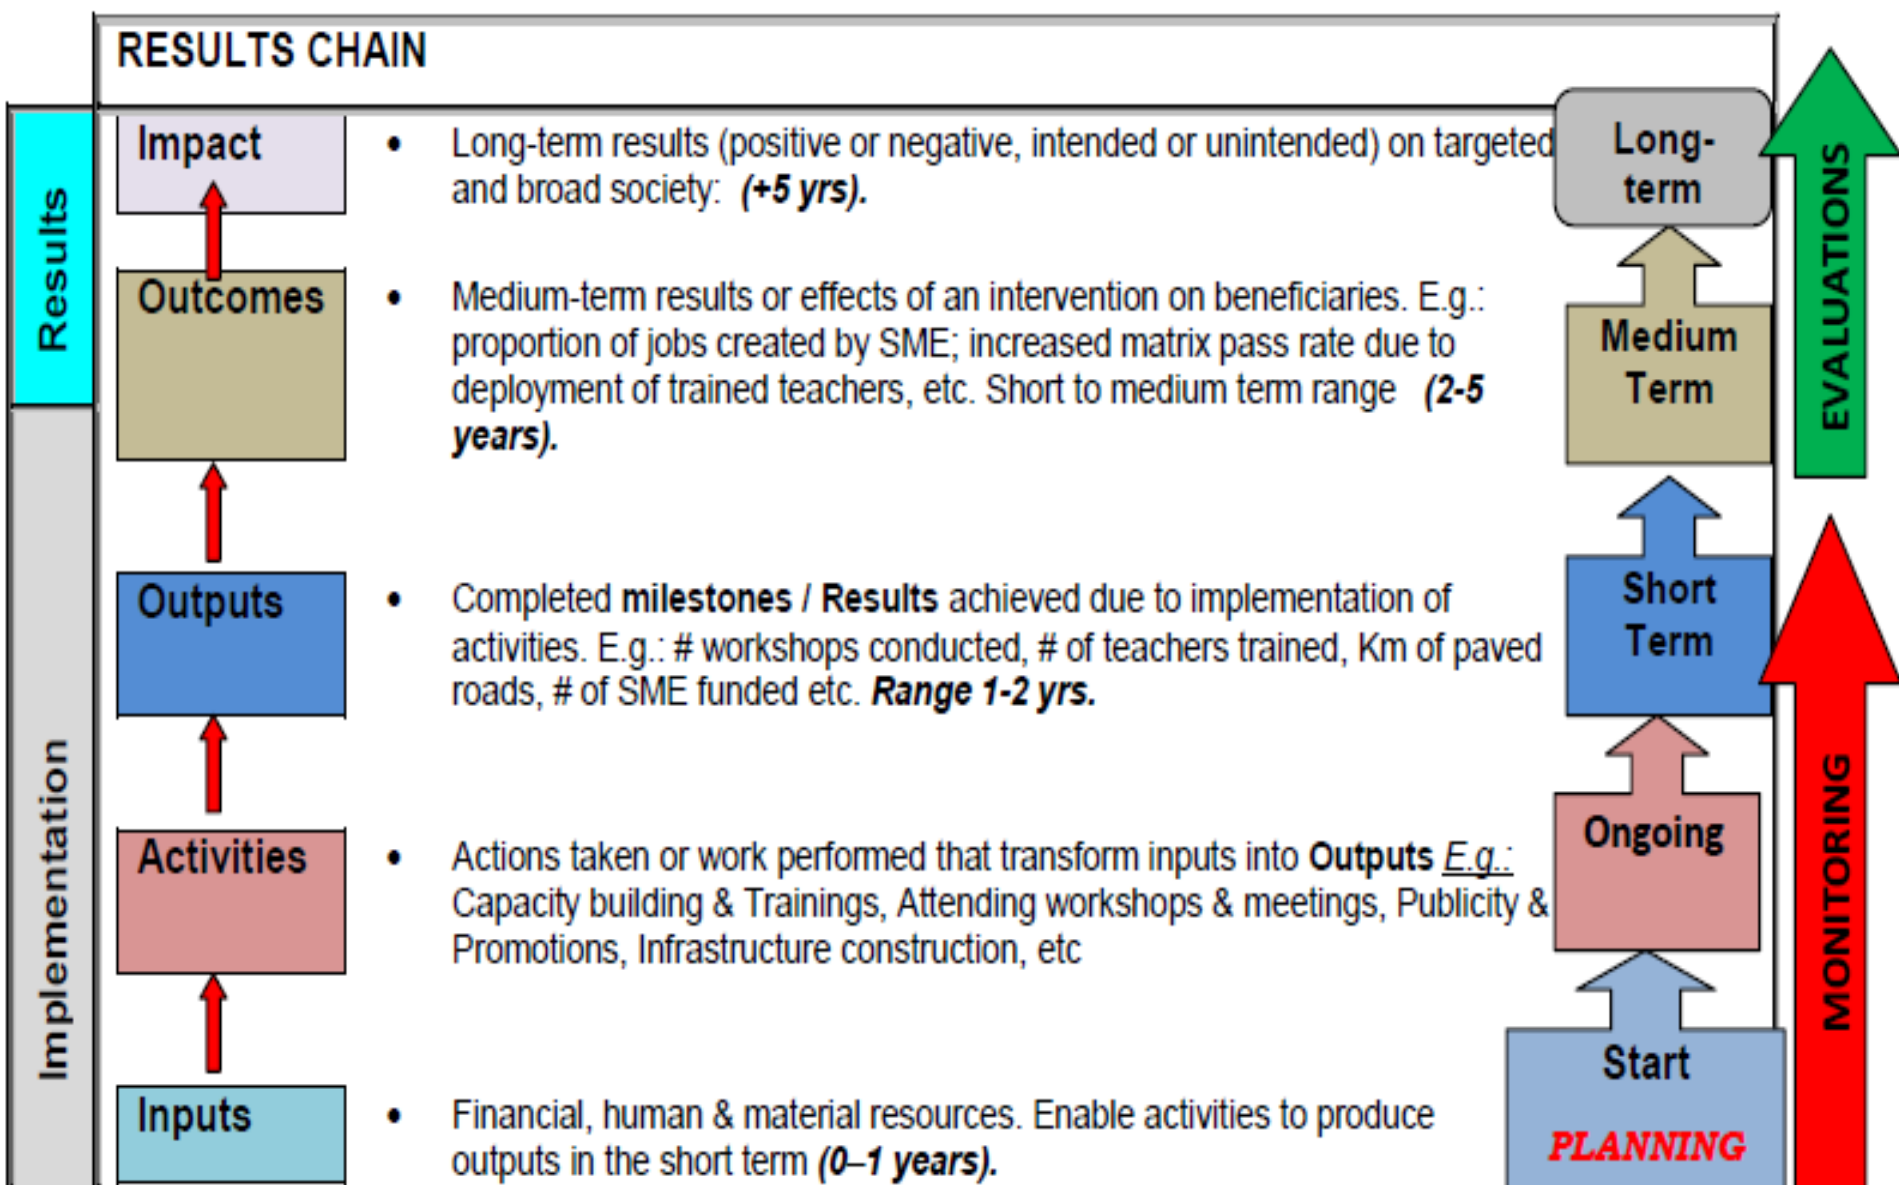 RESULTS CHAIN
Results
Impact
• Long-term results (positive or negative, intended or unintended) on targeted
and broad society: (+5 yrs).
Long-
term
EVALUATIONS
Outcomes
• Medium-term results or effects of an intervention on beneficiaries. E.g.:
proportion of jobs created by SME; increased matrix pass rate due to
deployment of trained teachers, etc. Short to medium term range (2-5
years).
Medium
Term
Implementation
Outputs
• Completed milestones / Results achieved due to implementation of
activities. E.g.: # workshops conducted, # of teachers trained, Km of paved
roads, # of SME funded etc. Range 1-2 yrs.
Short
Term
MONITORING
Activities
• Actions taken or work performed that transform inputs into Outputs E.g.:
Capacity building & Trainings, Attending workshops & meetings, Publicity &
Promotions, Infrastructure construction, etc
Ongoing
Inputs
• Financial, human & material resources. Enable activities to produce
outputs in the short term (0–1 years).
Start
PLANNING